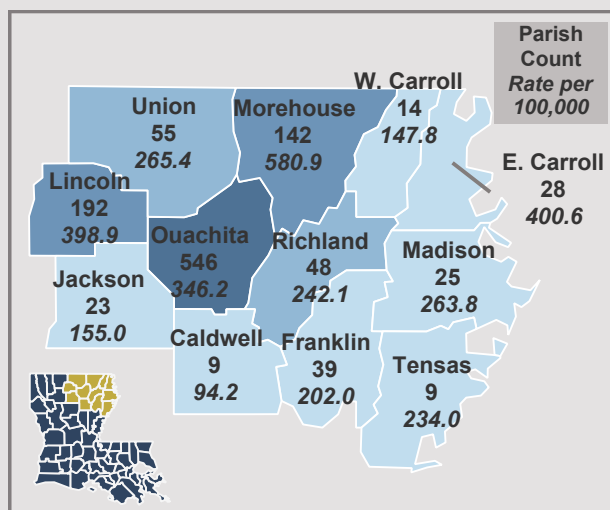 Parish
Count
Rate per
100,000
W. Carroll
14
147.8
Union
55
265.4
Morehouse
142
580.9
E. Carroll
28
400.6
Lincoln
192
398.9
Ouachita
546
346.2
Richland
48
242.1
Madison
25
263.8
Jackson
23
155.0
Caldwell
9
94.2
Franklin
39
202.0
Tensas
9
234.0